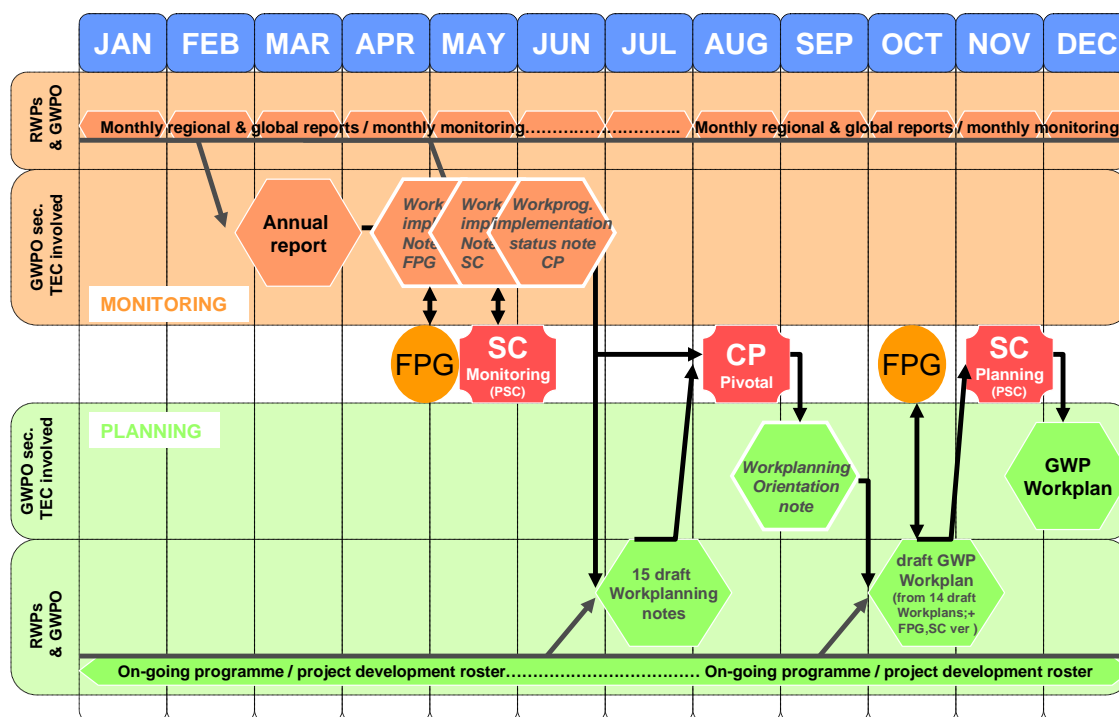 JAN FEB MAR APR MAY JUN JUL AUG SEP OCT NOV DEC
RWPs
& GWPO
Monthly regional & global reports / monthly monitoring……………………….. Monthly regional & global reports / monthly monitoring
GWPO sec.
TEC involved
Annual
report
Work
impl
Note
FPG
Work
impl
Note
SC
Workprog.
implementation
status note
CP
MONITORING
FPG
SC
Monitoring
(PSC)
CP
Pivotal
FPG
SC
Planning
(PSC)
PLANNING
GWPO sec.
TEC involved
Workplanning
Orientation
note
GWP
Workplan
RWPs
& GWPO
15 draft
Workplanning
notes
draft GWP
Workplan
(from 14 draft
Workplans;+
FPG,SC ver )
On-going programme / project development roster……………………………… On-going programme / project development roster